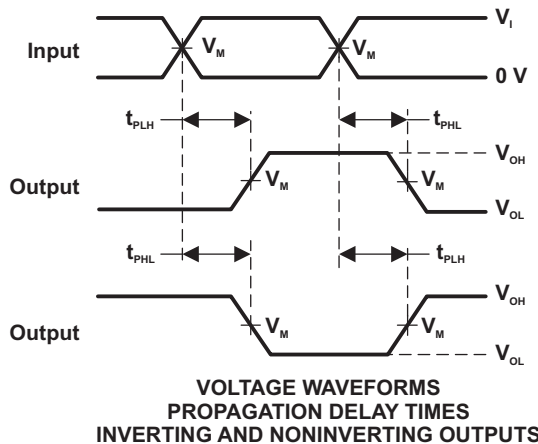 Input
V_M
V_M
V_I
0 V
t_PLH
t_PHL
Output
V_M
V_M
V_OH
V_OL
t_PHL
t_PLH
Output
V_M
V_M
V_OH
V_OL
VOLTAGE WAVEFORMS
PROPAGATION DELAY TIMES
INVERTING AND NONINVERTING OUTPUTS